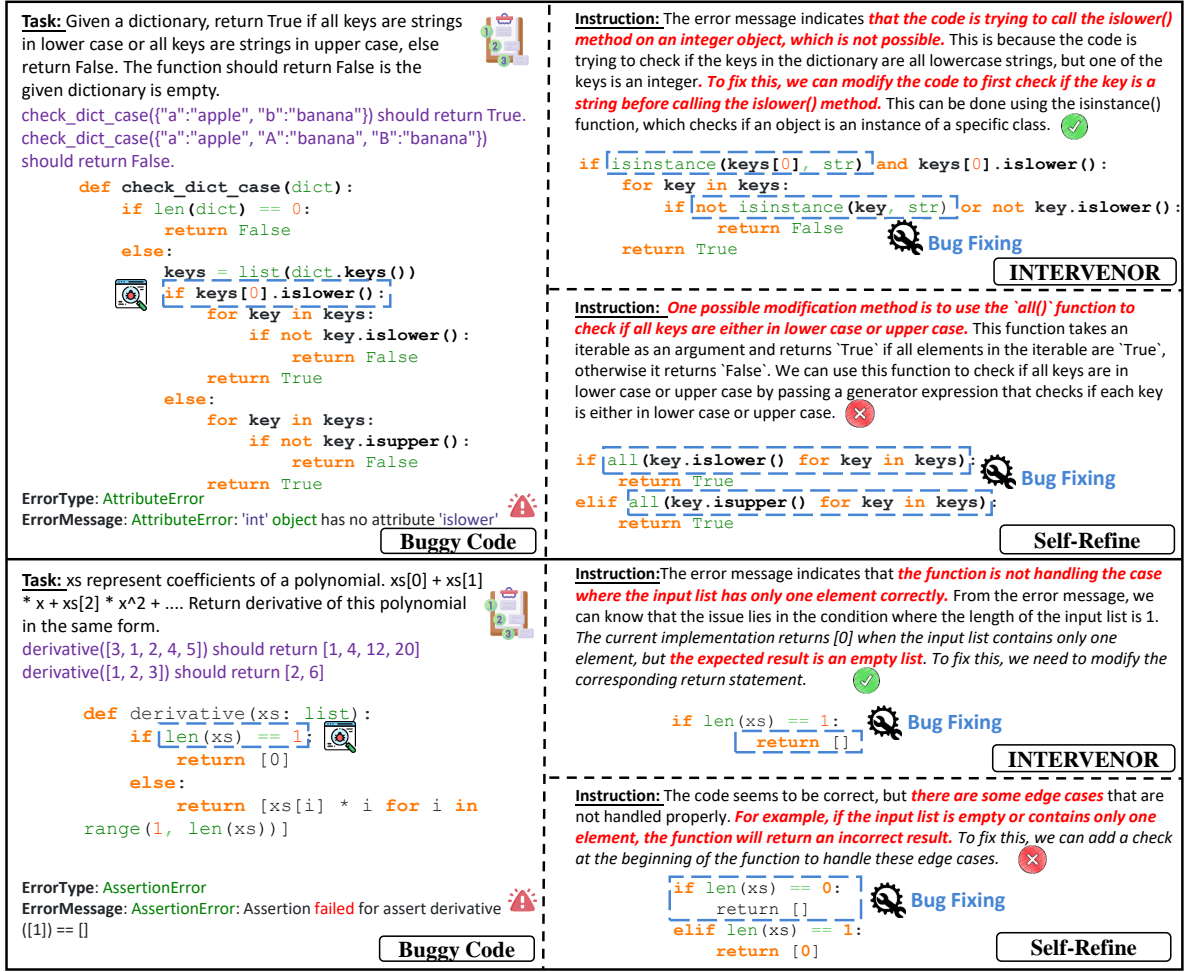 Task: Given a dictionary, return True if all keys are strings
in lower case or all keys are strings in upper case, else
return False. The function should return False is the
given dictionary is empty.
check_dict_case({"a":"apple", "b":"banana"}) should return True.
check_dict_case({"a":"apple", "A":"banana", "B":"banana"})
should return False.
def check_dict_case(dict):
if len(dict) == 0:
return False
else:
keys = list(dict.keys())
if keys[0].islower():
for key in keys:
if not key.islower():
return False
return True
else:
for key in keys:
if not key.isupper():
return False
return True
ErrorType: AttributeError
ErrorMessage: AttributeError: 'int' object has no attribute 'islower'
Buggy Code
Instruction: The error message indicates that the code is trying to call the islower()
method on an integer object, which is not possible. This is because the code is
trying to check if the keys in the dictionary are all lowercase strings, but one of the
keys is an integer. To fix this, we can modify the code to first check if the key is a
string before calling the islower() method. This can be done using the isinstance()
function, which checks if an object is an instance of a specific class.
if isinstance(keys[0], str) and keys[0].islower():
for key in keys:
if not isinstance(key, str) or not key.islower():
return False
return True
Bug Fixing
INTERVENOR
Instruction: One possible modification method is to use the `all()` function to
check if all keys are either in lower case or upper case. This function takes an
iterable as an argument and returns `True` if all elements in the iterable are `True`,
otherwise it returns `False`. We can use this function to check if all keys are in
lower case or upper case by passing a generator expression that checks if each key
is either in lower case or upper case.
if all(key.islower() for key in keys):
return True
elif all(key.isupper() for key in keys):
return True
Bug Fixing
Self-Refine
Task: xs represent coefficients of a polynomial. xs[0] + xs[1]
* x + xs[2] * x^2 + .... Return derivative of this polynomial
in the same form.
derivative([3, 1, 2, 4, 5]) should return [1, 4, 12, 20]
derivative([1, 2, 3]) should return [2, 6]
def derivative(xs: list):
if len(xs) == 1:
return [0]
else:
return [xs[i] * i for i in
range(1, len(xs))]
ErrorType: AssertionError
ErrorMessage: AssertionError: Assertion failed for assert derivative
([1]) == []
Buggy Code
Instruction:The error message indicates that the function is not handling the case
where the input list has only one element correctly. From the error message, we
can know that the issue lies in the condition where the length of the input list is 1.
The current implementation returns [0] when the input list contains only one
element, but the expected result is an empty list. To fix this, we need to modify the
corresponding return statement.
if len(xs) == 1:
return []
Bug Fixing
INTERVENOR
Instruction: The code seems to be correct, but there are some edge cases that are
not handled properly. For example, if the input list is empty or contains only one
element, the function will return an incorrect result. To fix this, we can add a check
at the beginning of the function to handle these edge cases.
if len(xs) == 0:
return []
elif len(xs) == 1:
return [0]
Bug Fixing
Self-Refine